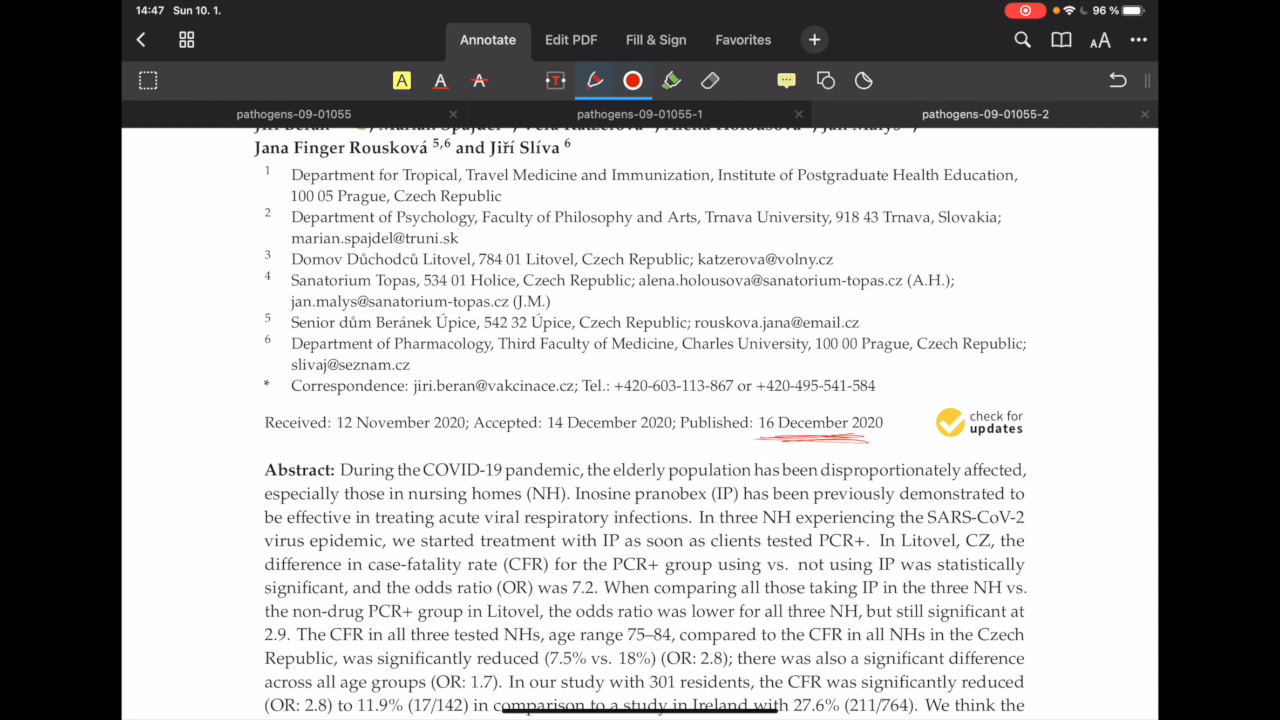 14:47 Sun 10. 1. 96 %
Annotate Edit PDF Fill & Sign Favorites
AA
A A A T
pathogens-09-01055 pathogens-09-01055-1 pathogens-09-01055-2
Jana Finger Rousková 5,6 and Jiří Slíva 6
1 Department for Tropical, Travel Medicine and Immunization, Institute of Postgraduate Health Education,
100 05 Prague, Czech Republic
2 Department of Psychology, Faculty of Philosophy and Arts, Trnava University, 918 43 Trnava, Slovakia;
marian.spajdel@truni.sk
3 Domov Důchodců Litovel, 784 01 Litovel, Czech Republic; katzerova@volny.cz
4 Sanatorium Topas, 534 01 Holice, Czech Republic; alena.holousova@sanatorium-topas.cz (A.H.);
jan.malys@sanatorium-topas.cz (J.M.)
5 Senior dům Beránek Úpice, 542 32 Úpice, Czech Republic; rouskova.jana@email.cz
6 Department of Pharmacology, Third Faculty of Medicine, Charles University, 100 00 Prague, Czech Republic;
slivaj@seznam.cz
* Correspondence: jiri.beran@vakcinace.cz; Tel.: +420-603-113-867 or +420-495-541-584
Received: 12 November 2020; Accepted: 14 December 2020; Published: 16 December 2020
check for
updates
Abstract: During the COVID-19 pandemic, the elderly population has been disproportionately affected,
especially those in nursing homes (NH). Inosine pranobex (IP) has been previously demonstrated to
be effective in treating acute viral respiratory infections. In three NH experiencing the SARS-CoV-2
virus epidemic, we started treatment with IP as soon as clients tested PCR+. In Litovel, CZ, the
difference in case-fatality rate (CFR) for the PCR+ group using vs. not using IP was statistically
significant, and the odds ratio (OR) was 7.2. When comparing all those taking IP in the three NH vs.
the non-drug PCR+ group in Litovel, the odds ratio was lower for all three NH, but still significant at
2.9. The CFR in all three tested NHs, age range 75–84, compared to the CFR in all NHs in the Czech
Republic, was significantly reduced (7.5% vs. 18%) (OR: 2.8); there was also a significant difference
across all age groups (OR: 1.7). In our study with 301 residents, the CFR was significantly reduced
(OR: 2.8) to 11.9% (17/142) in comparison to a study in Ireland with 27.6% (211/764). We think the